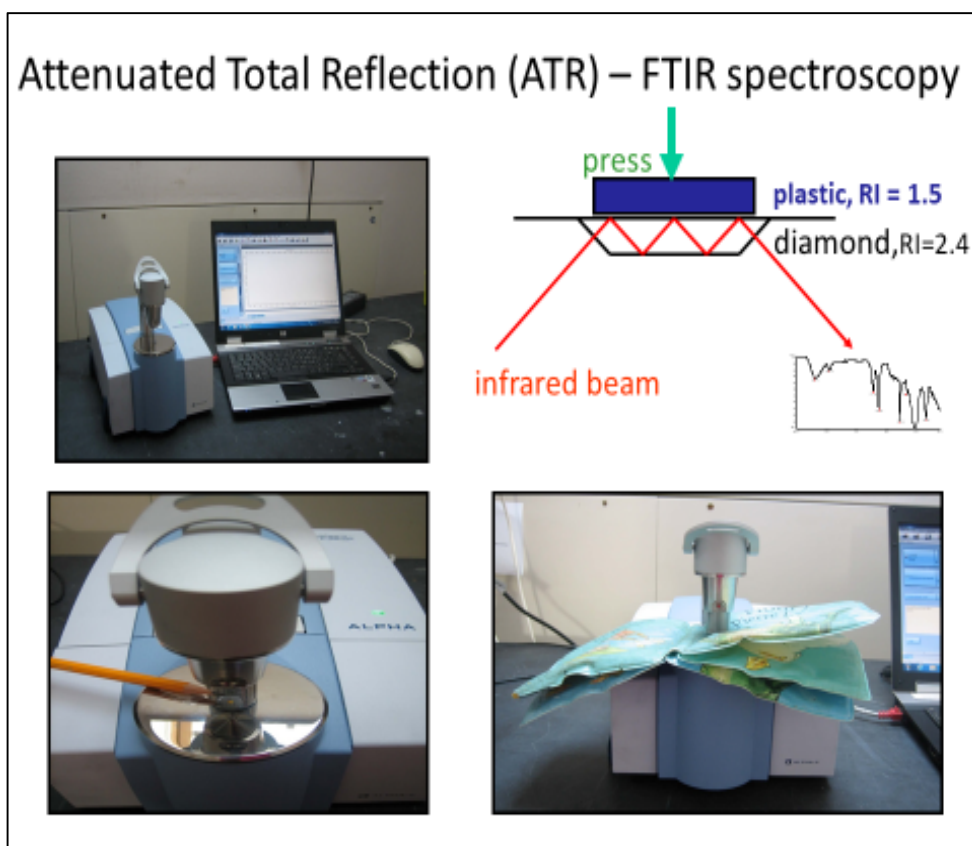 Attenuated Total Reflection (ATR) – FTIR spectroscopy
press
plastic, RI = 1.5
diamond,RI=2.4
infrared beam
ALPHA